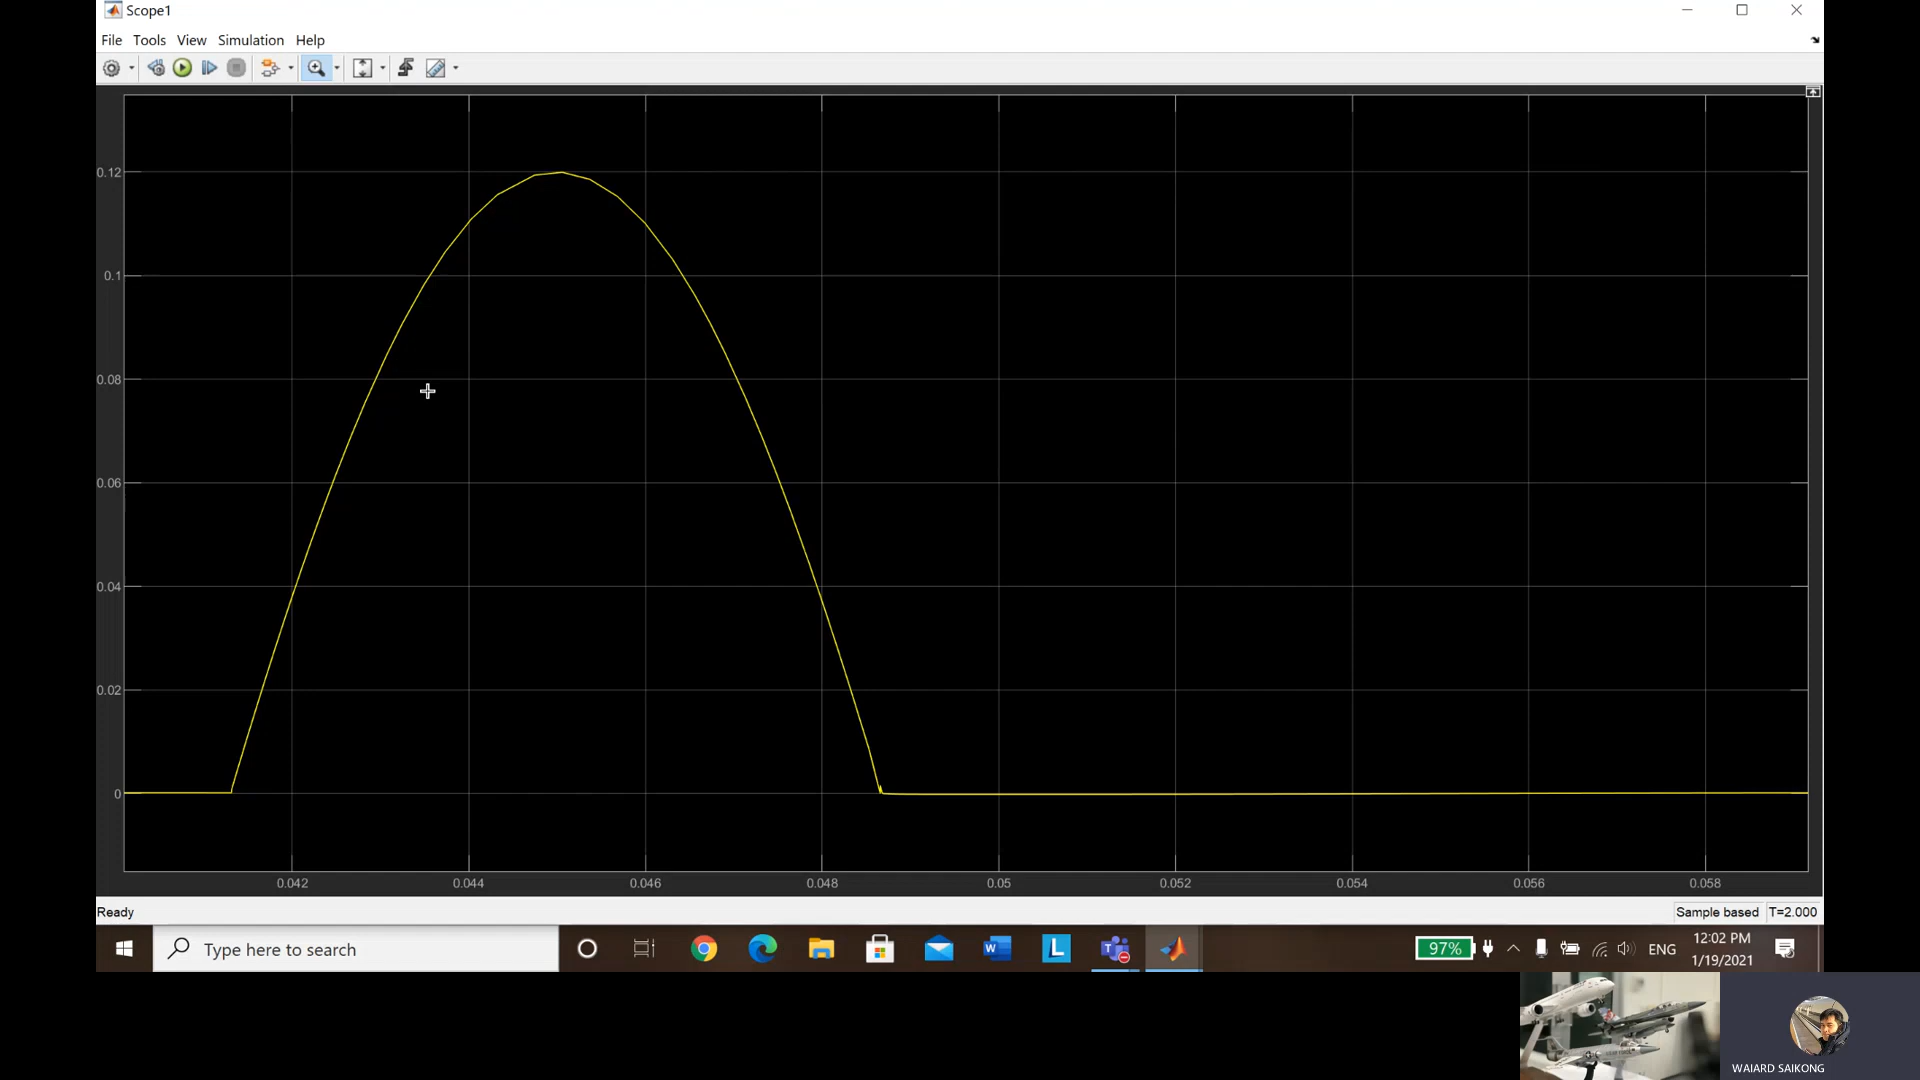 Scope1
File Tools View Simulation Help
0.12
0.1
0.08
0.06
0.04
0.02
0
0.042 0.044 0.046 0.048 0.05 0.052 0.054 0.056 0.058
Ready Sample based T=2.000
Type here to search 97% ENG 12:02 PM
1/19/2021
WAIARD SAIKONG